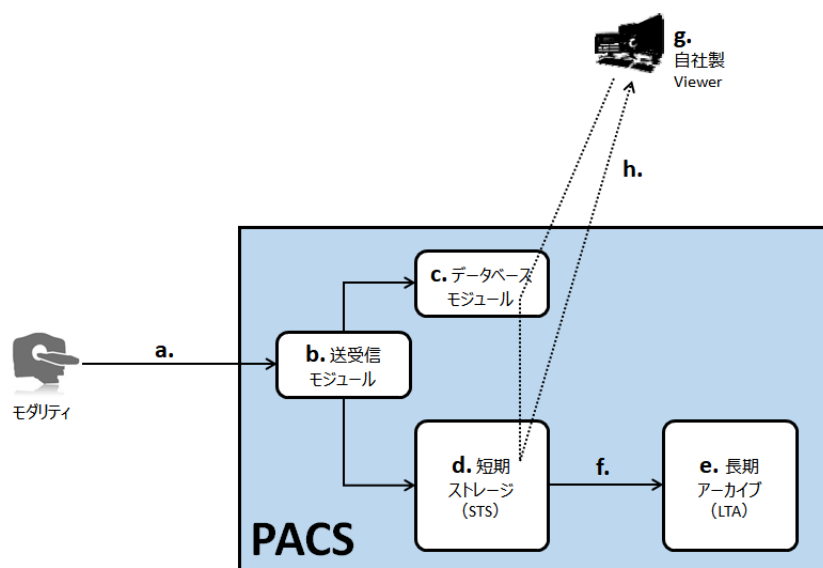 g.
自社製
Viewer
h.
c. データベース
モジュール
a.
b. 送受信
モジュール
モダリティ
d. 短期
ストレージ
（STS）
f.
e. 長期
アーカイブ
（LTA）
PACS